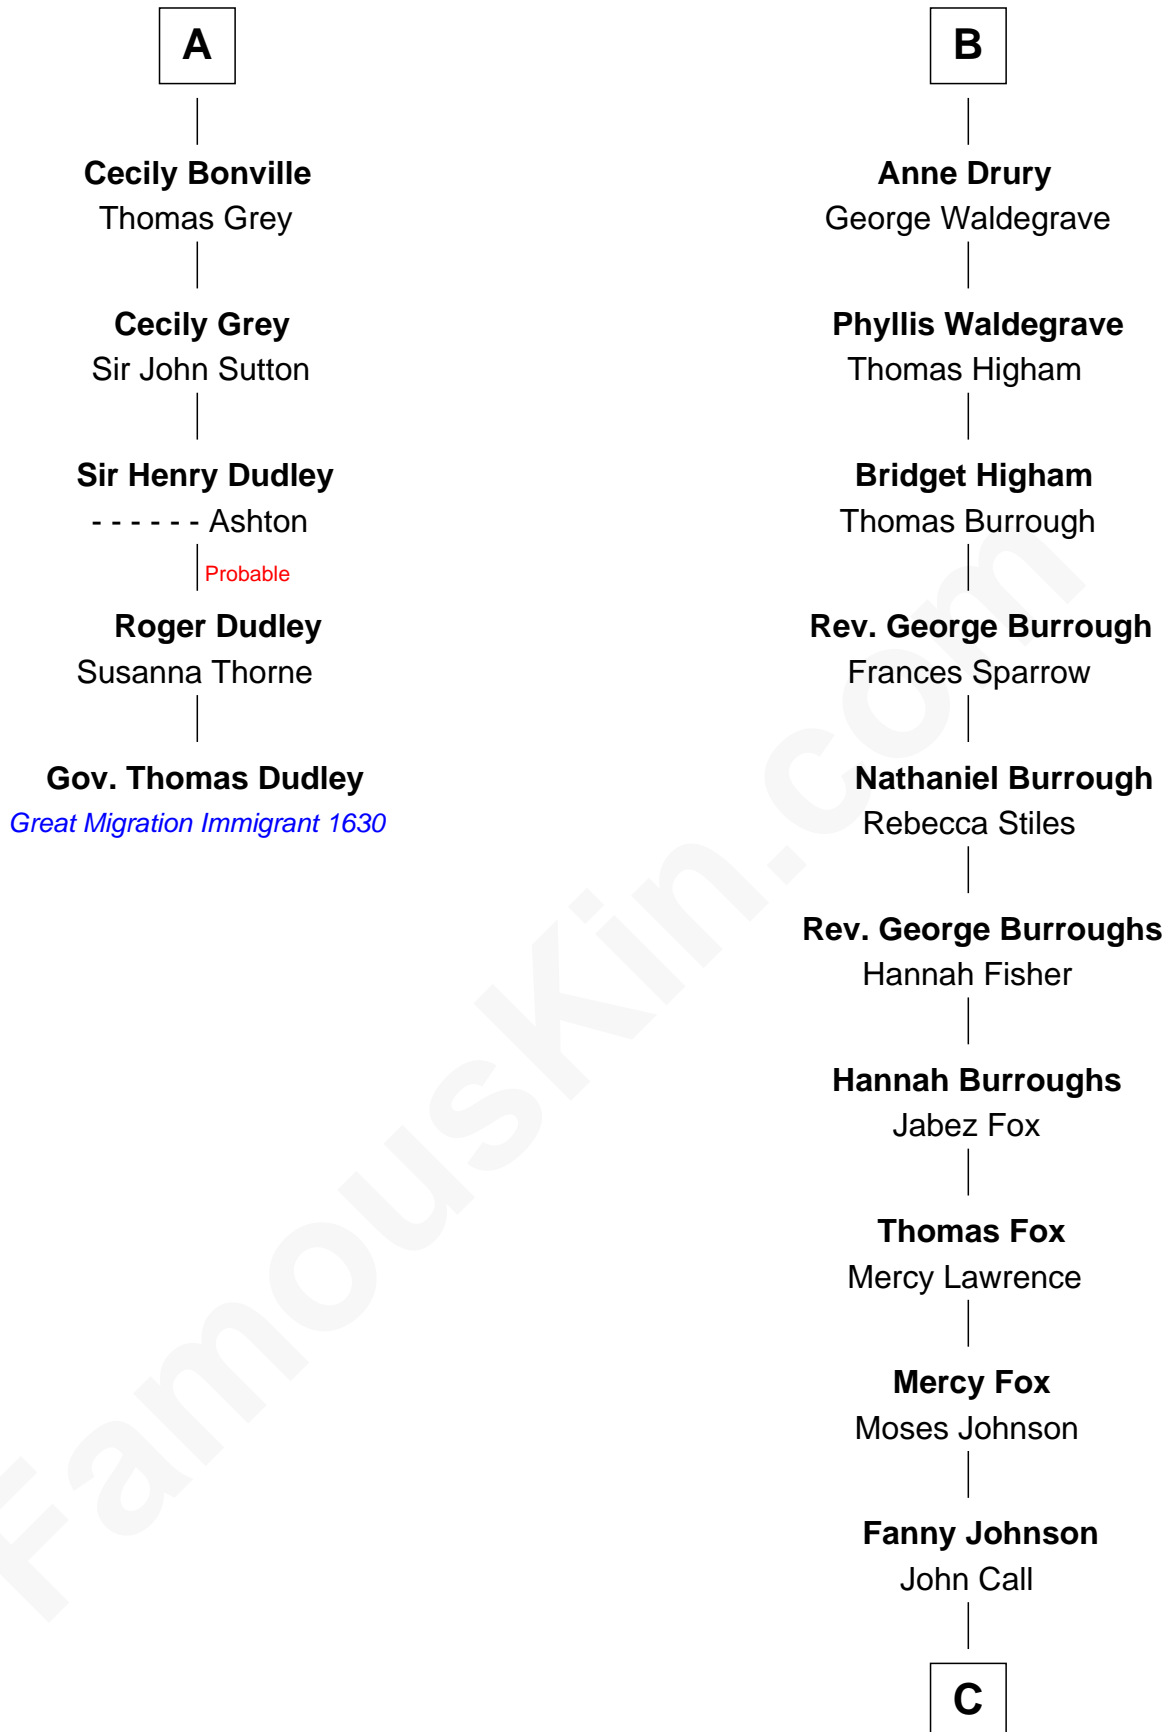 A
Cecily Bonville
Thomas Grey
Cecily Grey
Sir John Sutton
Sir Henry Dudley
- - - - - - Ashton
Probable
Roger Dudley
Susanna Thorne
Gov. Thomas Dudley
Great Migration Immigrant 1630
B
Anne Drury
George Waldegrave
Phyllis Waldegrave
Thomas Higham
Bridget Higham
Thomas Burrough
Rev. George Burrough
Frances Sparrow
Nathaniel Burrough
Rebecca Stiles
Rev. George Burroughs
Hannah Fisher
Hannah Burroughs
Jabez Fox
Thomas Fox
Mercy Lawrence
Mercy Fox
Moses Johnson
Fanny Johnson
John Call
C
FamousKin.com